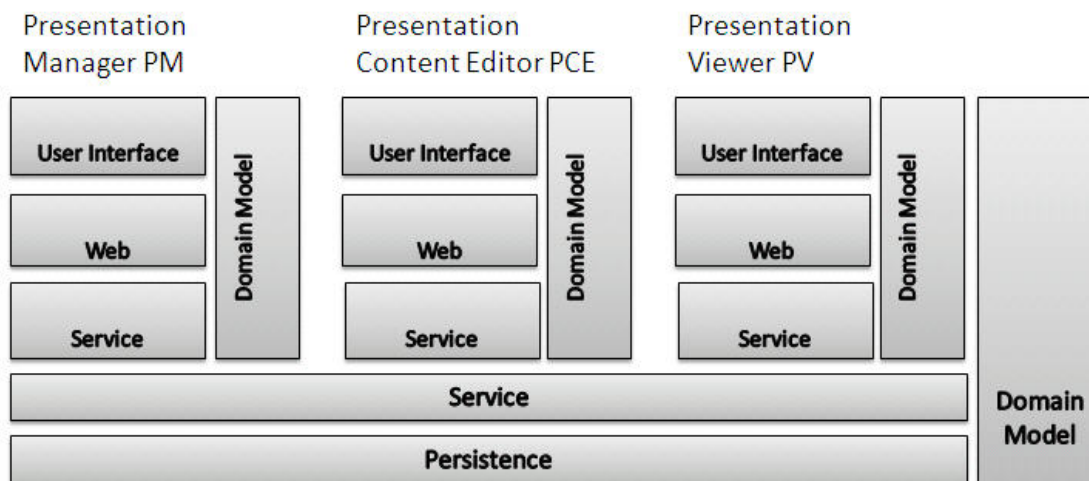 Presentation
Manager PM
Presentation
Content Editor PCE
Presentation
Viewer PV
User Interface
Web
Service
Domain Model
User Interface
Web
Service
Domain Model
User Interface
Web
Service
Domain Model
Service
Persistence
Domain
Model